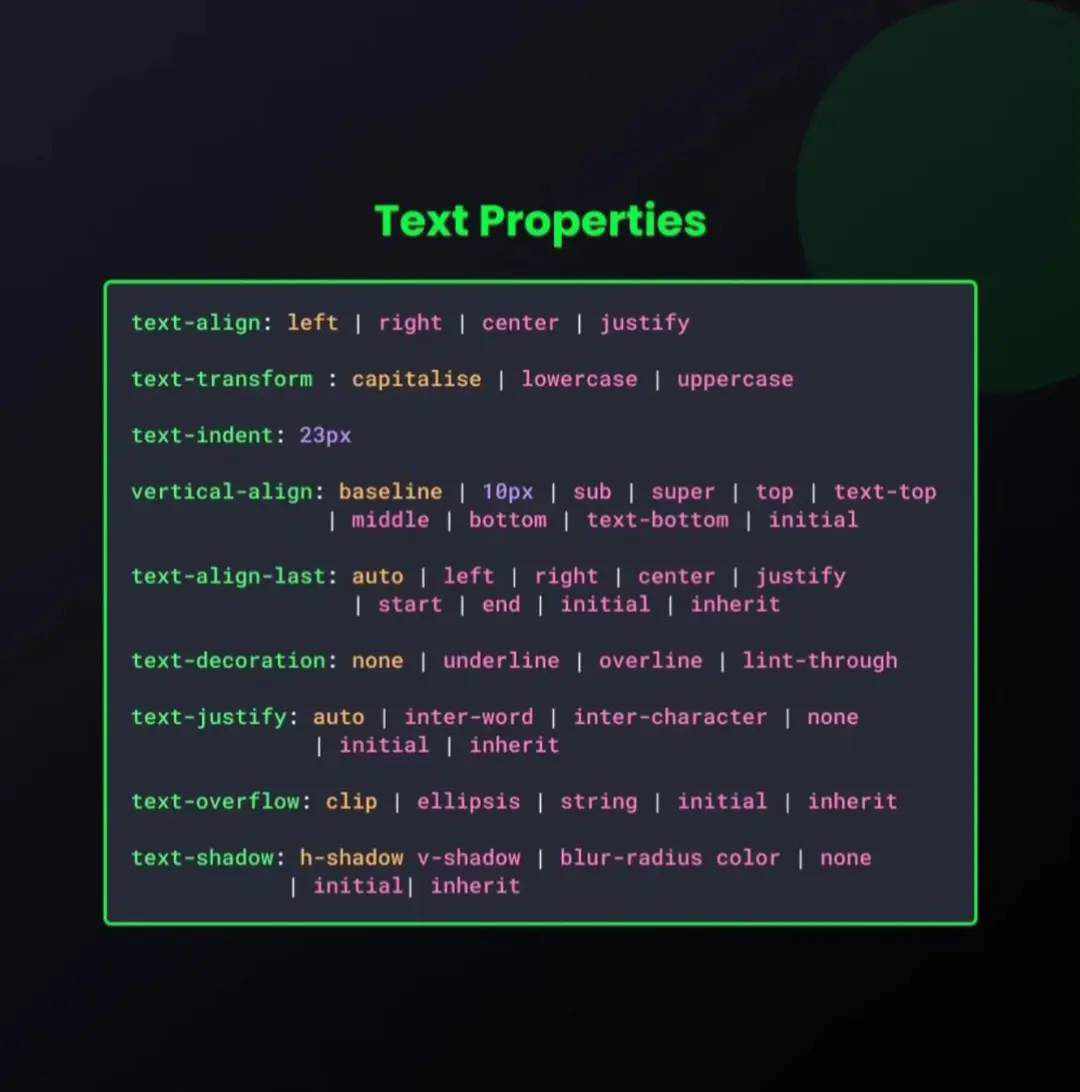 Text Properties
text-align: left | right | center | justify
text-transform : capitalise | lowercase | uppercase
text-indent: 23px
vertical-align: baseline | 10px | sub | super | top | text-top
| middle | bottom | text-bottom | initial
text-align-last: auto | left | right | center | justify
| start | end | initial | inherit
text-decoration: none | underline | overline | lint-through
text-justify: auto | inter-word | inter-character | none
| initial | inherit
text-overflow: clip | ellipsis | string | initial | inherit
text-shadow: h-shadow v-shadow | blur-radius color | none
| initial| inherit